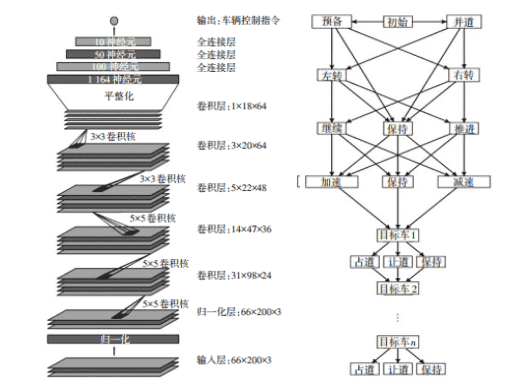 输出:车辆控制指令
10 神经元 全连接层
50 神经元 全连接层
100 神经元 全连接层
1 164 神经元 全连接层
平整化
卷积层:1×18×64
3×3卷积核
卷积层:3×20×64
3×3卷积核
卷积层:5×22×48
5×5卷积核
卷积层:14×47×36
5×5卷积核
卷积层:31×98×24
5×5卷积核
归一化层:66×200×3
归一化
输入层:66×200×3
预备 初始 并道
左转 右转
继续 保持 推进
[ 加速 保持 减速
目标车1
占道 让道 保持
目标车2
⋮
目标车n
占道 让道 保持